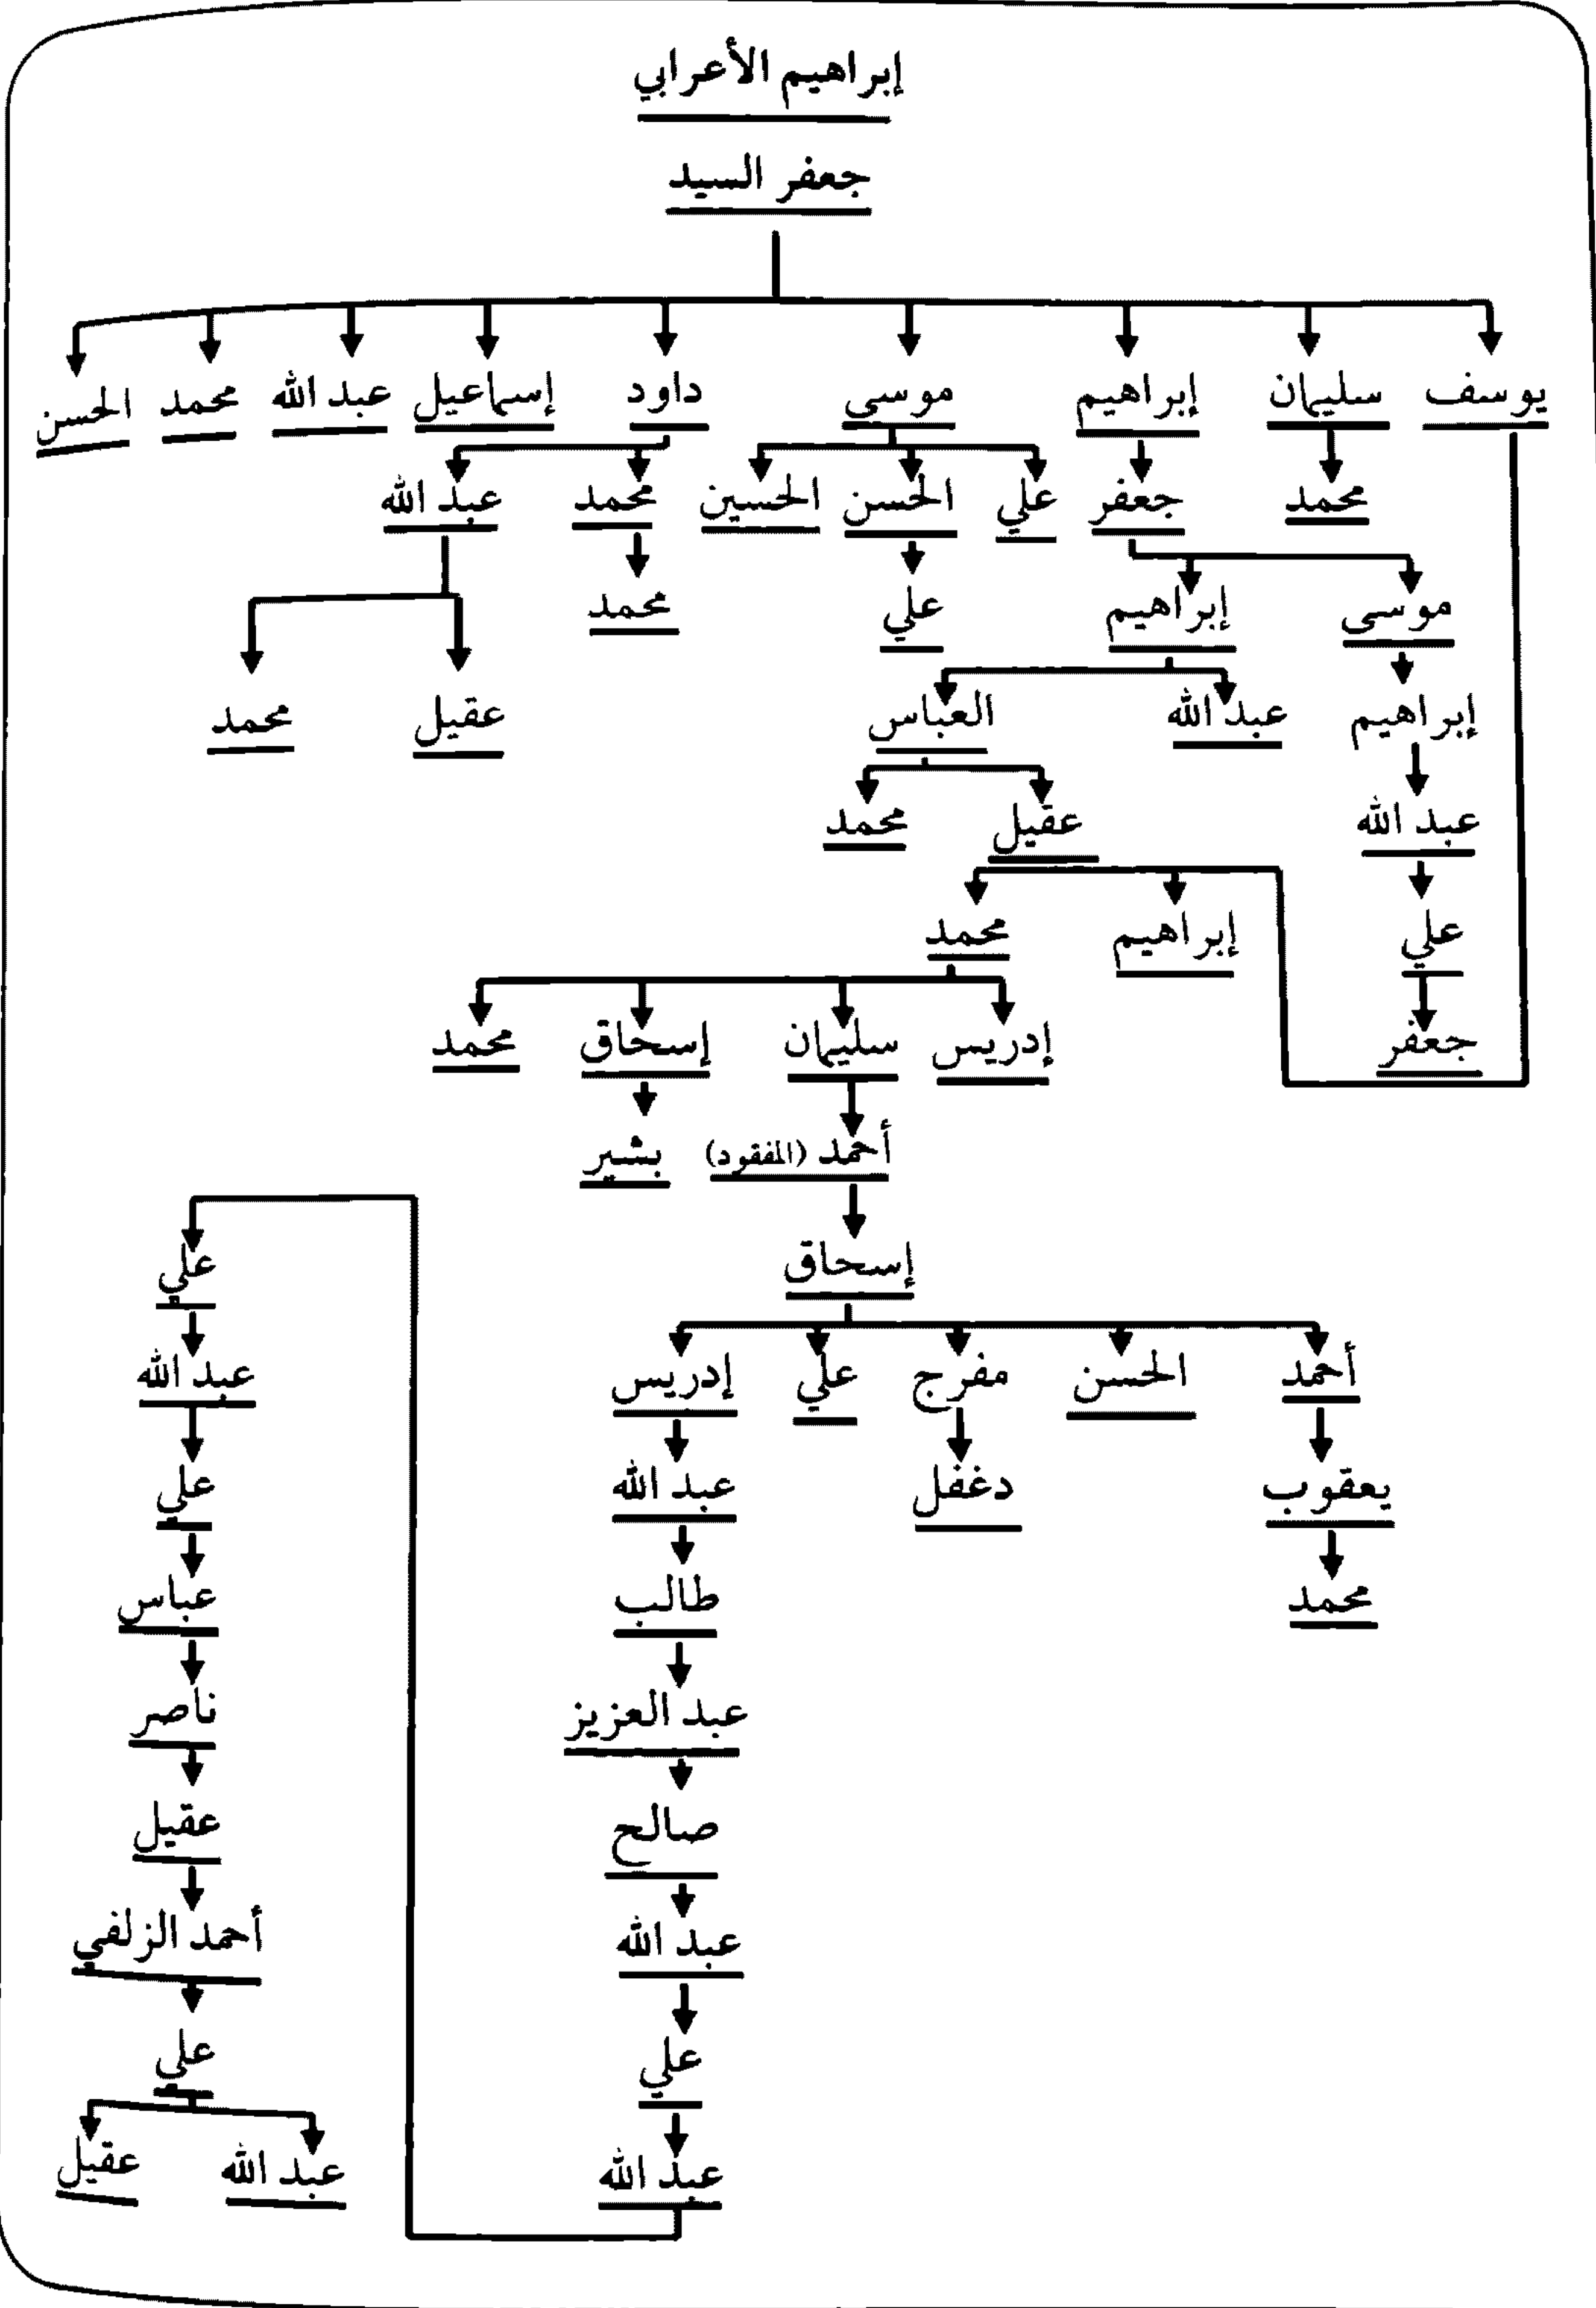 إبراهيم الأعرابي
جعفر السيد
يوسف سليمان إبراهيم موسى داود إسماعيل عبد الله محمد الحسن
محمد جعفر علي الحسن الحسين محمد عبد الله
موسى إبراهيم علي محمد
إبراهيم عبد الله العباس عقيل محمد
عبد الله عقيل محمد
علي إبراهيم محمد
جعفر إدريس سليمان إسحاق محمد
أحمد (المفقود) بشير
إسحاق علي
أحمد الحسن مفرج علي إدريس عبد الله
يعقوب دغفل عبد الله علي
محمد طالب عباس
عبد العزيز ناصر
صالح عقيل
عبد الله أحمد الزلفي
علي علي
عبد الله عبد الله عقيل